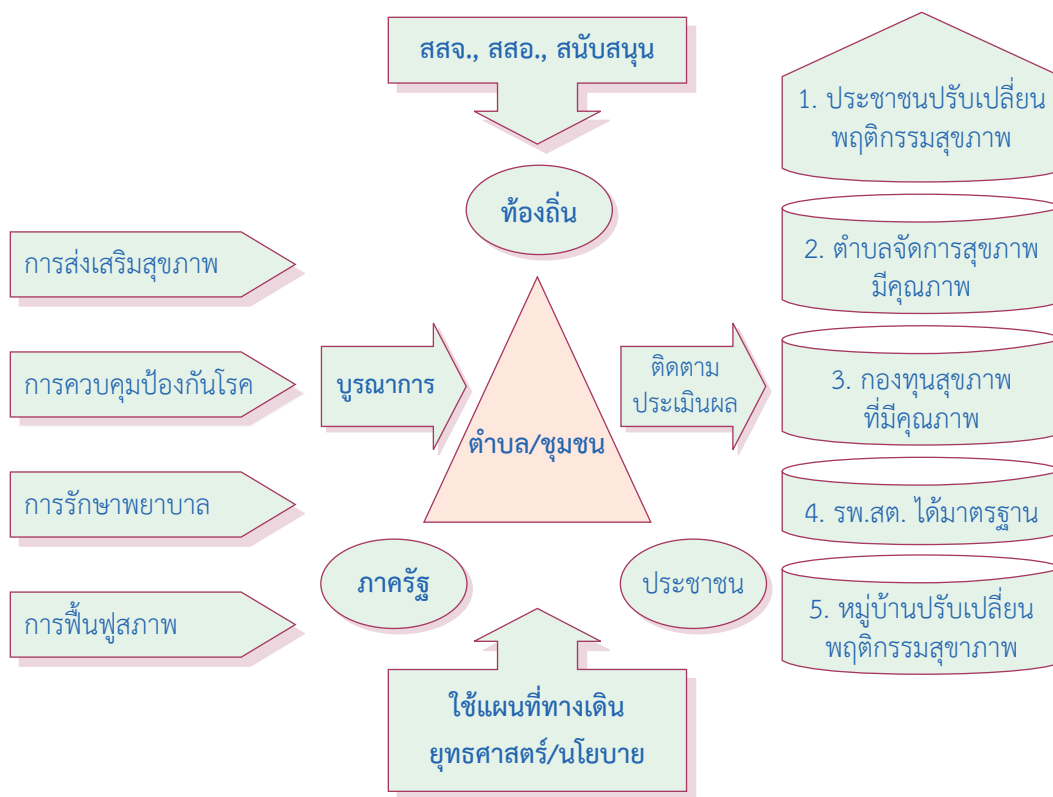 สสจ., สสอ., สนับสนุน
ท้องถิ่น
การส่งเสริมสุขภาพ
การควบคุมป้องกันโรค
การรักษาพยาบาล
การฟื้นฟูสภาพ
บูรณาการ
ตำบล/ชุมชน
ภาครัฐ
ประชาชน
ใช้แผนที่ทางเดิน
ยุทธศาสตร์/นโยบาย
ติดตาม
ประเมินผล
1. ประชาชนปรับเปลี่ยน
พฤติกรรมสุขภาพ
2. ตำบลจัดการสุขภาพ
มีคุณภาพ
3. กองทุนสุขภาพ
ที่มีคุณภาพ
4. รพ.สต. ได้มาตรฐาน
5. หมู่บ้านปรับเปลี่ยน
พฤติกรรมสุขาภาพ